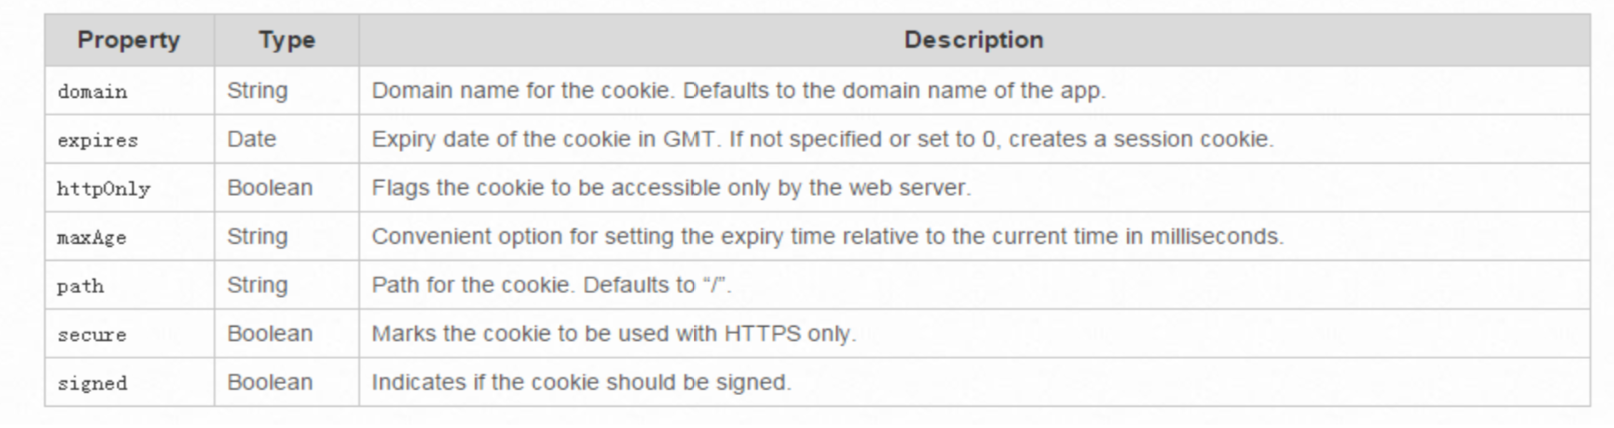 Property Type Description
domain String Domain name for the cookie. Defaults to the domain name of the app.
expires Date Expiry date of the cookie in GMT. If not specified or set to 0, creates a session cookie.
httpOnly Boolean Flags the cookie to be accessible only by the web server.
maxAge String Convenient option for setting the expiry time relative to the current time in milliseconds.
path String Path for the cookie. Defaults to “/”.
secure Boolean Marks the cookie to be used with HTTPS only.
signed Boolean Indicates if the cookie should be signed.